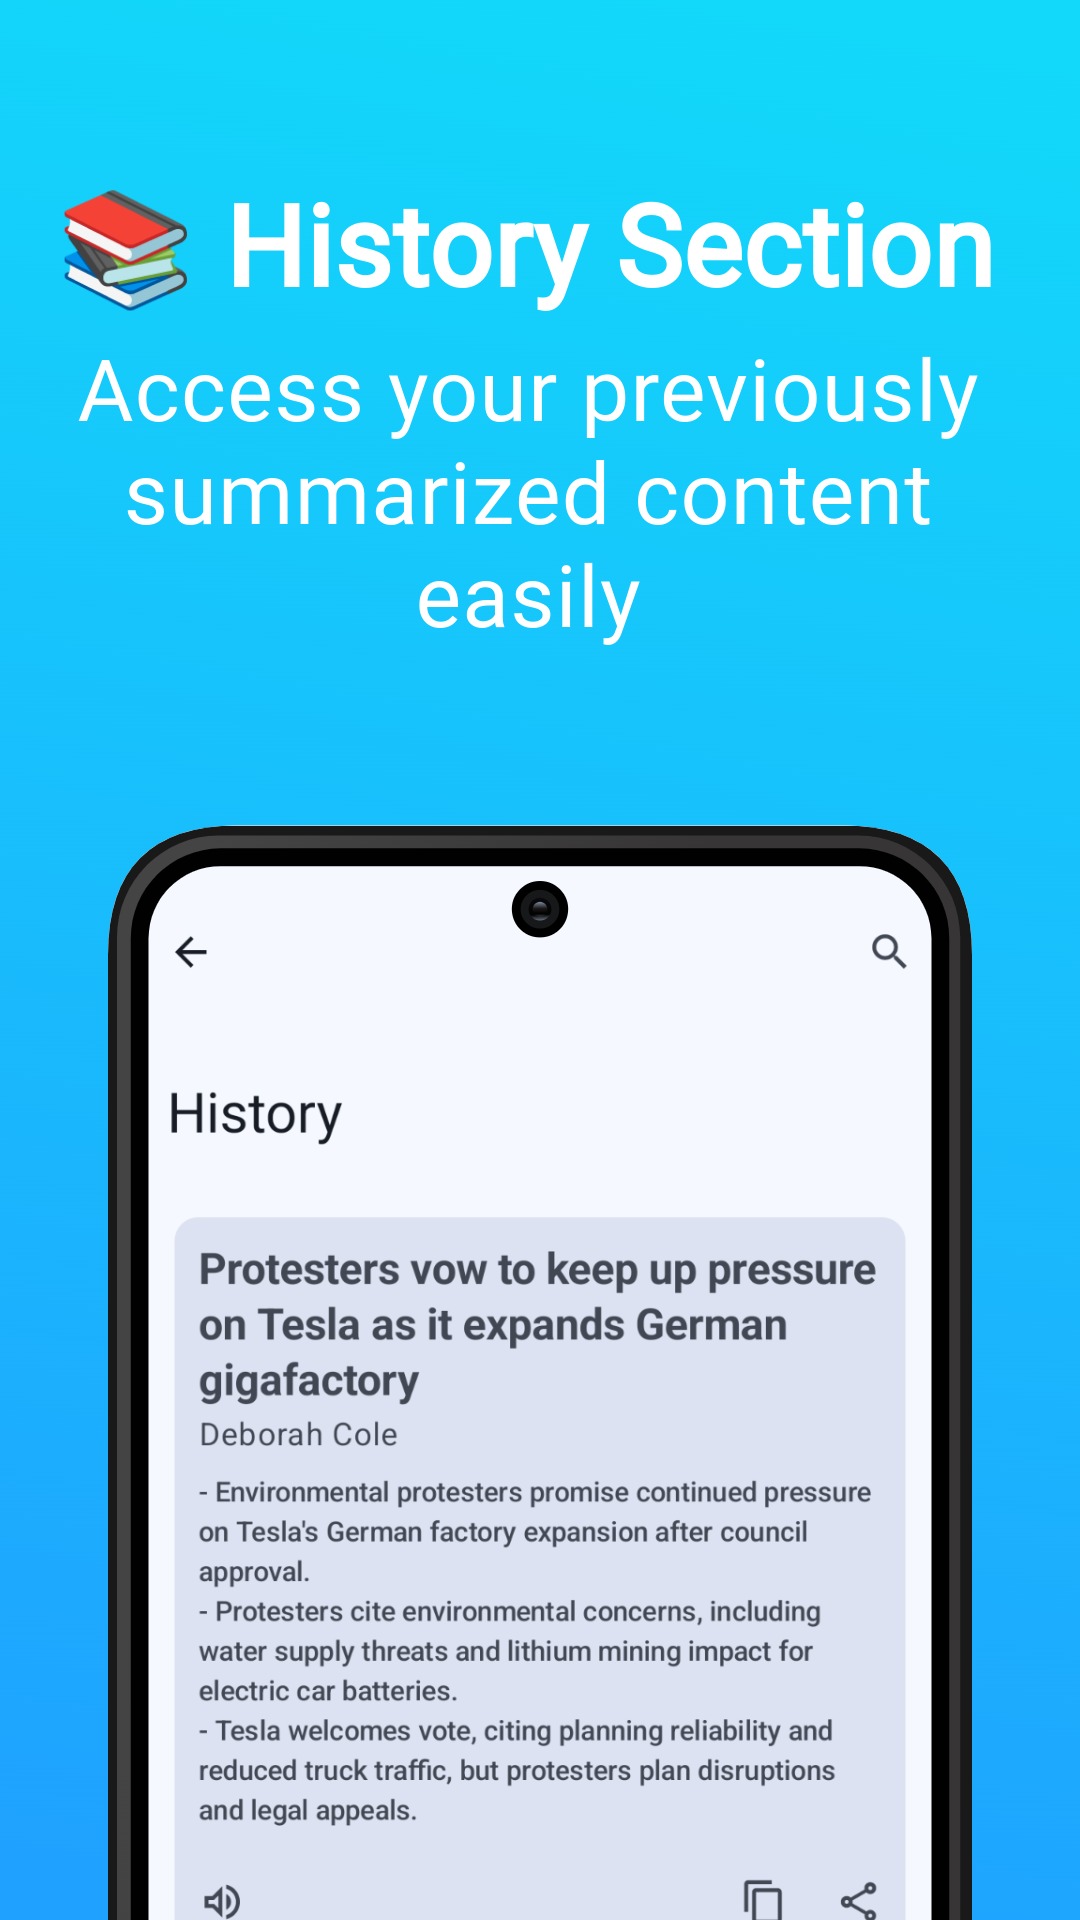 History Section
Access your previously
summarized content
easily
History
Protesters vow to keep up pressure
on Tesla as it expands German
gigafactory
Deborah Cole
- Environmental protesters promise continued pressure
on Tesla's German factory expansion after council
approval.
- Protesters cite environmental concerns, including
water supply threats and lithium mining impact for
electric car batteries.
- Tesla welcomes vote, citing planning reliability and
reduced truck traffic, but protesters plan disruptions
and legal appeals.